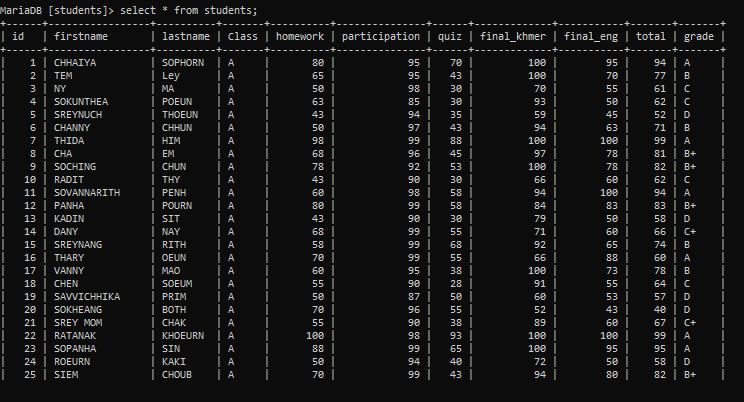 MariaDB [students]> select * from students;
+------+-------------+----------+-------+----------+---------------+------+-------------+-----------+-------+-------+
| id | firstname | lastname | Class | homework | participation | quiz | final_khmer | final_eng | total | grade |
+------+-------------+----------+-------+----------+---------------+------+-------------+-----------+-------+-------+
| 1 | CHHAIYA | SOPHORN | A | 80 | 95 | 70 | 100 | 95 | 94 | A |
| 2 | TEM | Ley | A | 65 | 95 | 43 | 100 | 70 | 77 | B |
| 3 | NY | MA | A | 50 | 98 | 30 | 70 | 55 | 61 | C |
| 4 | SOKUNTHEA | POEUN | A | 63 | 85 | 30 | 93 | 50 | 62 | C |
| 5 | SREYNUCH | THOEUN | A | 43 | 94 | 35 | 59 | 45 | 52 | D |
| 6 | CHANNY | CHHUN | A | 50 | 97 | 43 | 94 | 63 | 71 | B |
| 7 | THIDA | HIM | A | 98 | 99 | 88 | 100 | 100 | 99 | A |
| 8 | CHA | EM | A | 68 | 96 | 45 | 97 | 78 | 81 | B+ |
| 9 | SOCHING | CHUN | A | 78 | 92 | 53 | 100 | 78 | 82 | B+ |
| 10 | RADIT | THY | A | 43 | 90 | 30 | 66 | 60 | 62 | C |
| 11 | SOVANNARITH | PENH | A | 60 | 98 | 58 | 94 | 100 | 94 | A |
| 12 | PANHA | POURN | A | 80 | 99 | 58 | 84 | 83 | 83 | B+ |
| 13 | KADIN | SIT | A | 43 | 90 | 30 | 79 | 50 | 58 | D |
| 14 | DANY | NAY | A | 68 | 99 | 55 | 71 | 60 | 66 | C+ |
| 15 | SREYNANG | RITH | A | 58 | 99 | 68 | 92 | 65 | 74 | B |
| 16 | THARY | OEUN | A | 70 | 99 | 55 | 66 | 88 | 60 | A |
| 17 | VANNY | MAO | A | 60 | 95 | 38 | 100 | 73 | 78 | B |
| 18 | CHEN | SOEUM | A | 55 | 90 | 28 | 91 | 55 | 64 | C |
| 19 | SAVVICHHIKA | PRIM | A | 50 | 87 | 50 | 60 | 53 | 57 | D |
| 20 | SOKHEANG | BOTH | A | 70 | 96 | 55 | 52 | 43 | 40 | D |
| 21 | SREY MOM | CHAK | A | 55 | 90 | 38 | 89 | 60 | 67 | C+ |
| 22 | RATANAK | KHOEURN | A | 100 | 98 | 93 | 100 | 100 | 99 | A |
| 23 | SOPANHA | SIN | A | 88 | 99 | 65 | 100 | 95 | 95 | A |
| 24 | ROEURN | KAKI | A | 50 | 94 | 40 | 72 | 50 | 58 | D |
| 25 | SIEM | CHOUB | A | 70 | 99 | 43 | 94 | 80 | 82 | B+ |